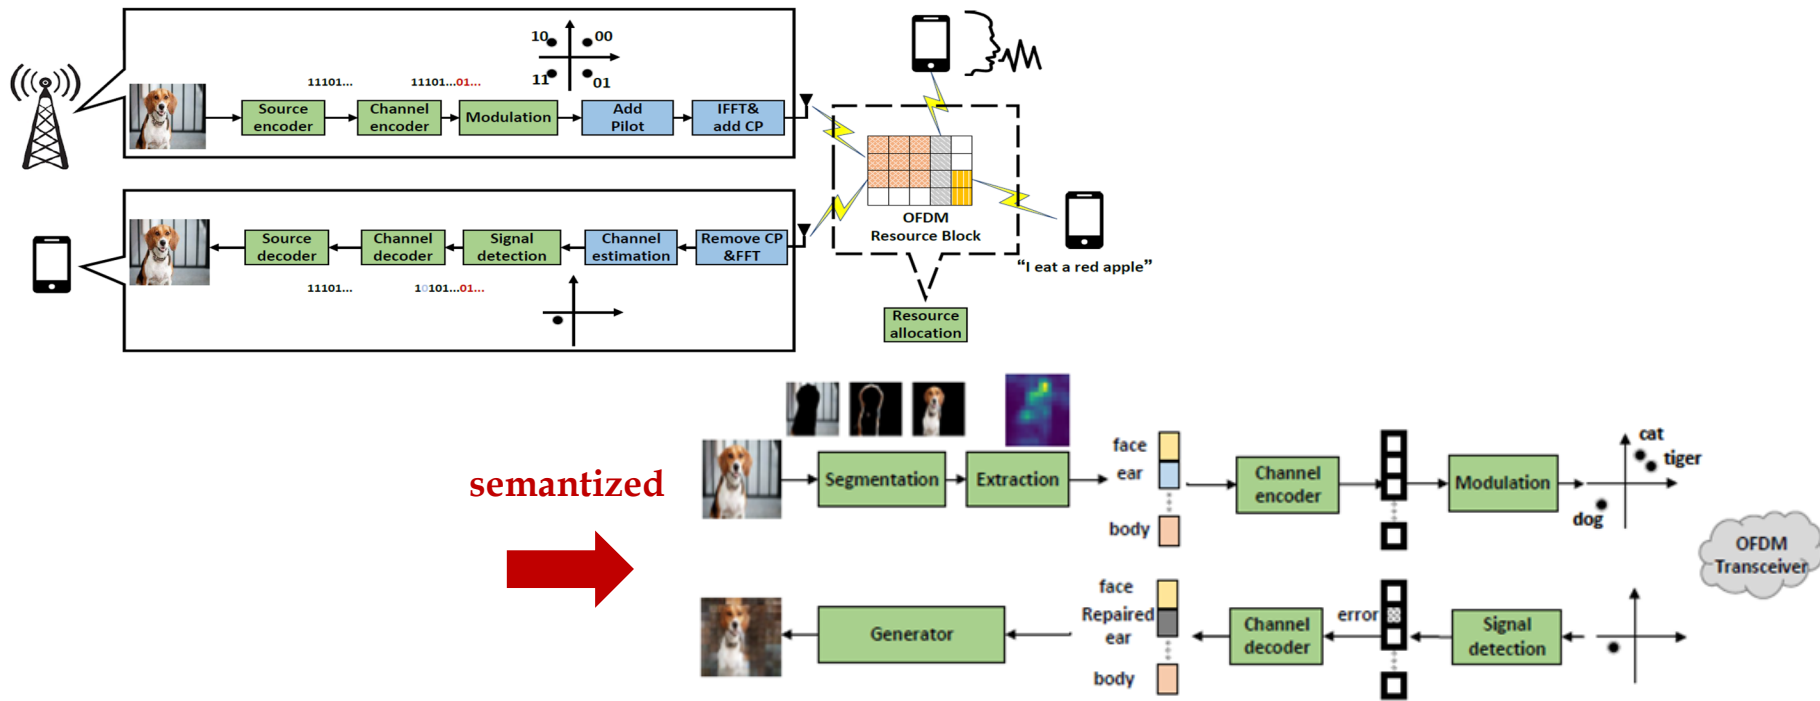 10
00
11
01
11101...
11101...01...
Source
encoder
Channel
encoder
Modulation
Add
Pilot
IFFT&
add CP
Source
decoder
Channel
decoder
Signal
detection
Channel
estimation
Remove CP
&FFT
11101...
10101...01...
OFDM
Resource Block
“I eat a red apple”
Resource
allocation
semantized
Segmentation
Extraction
face
ear
body
Channel
encoder
Modulation
cat
tiger
dog
OFDM
Transceiver
Generator
face
Repaired
ear
body
Channel
decoder
error
Signal
detection